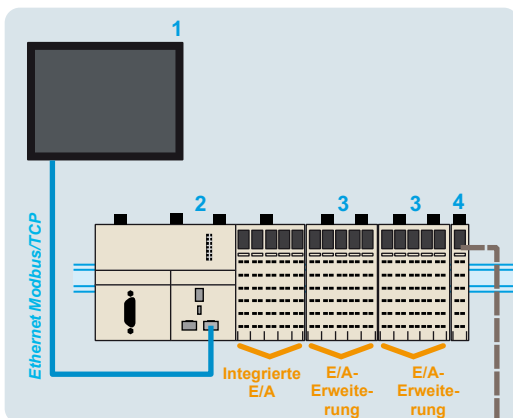 1
2
3
3
4
Ethernet Modbus/TCP
Integrierte
E/A
E/A-
Erweite-
rung
E/A-
Erweite-
rung